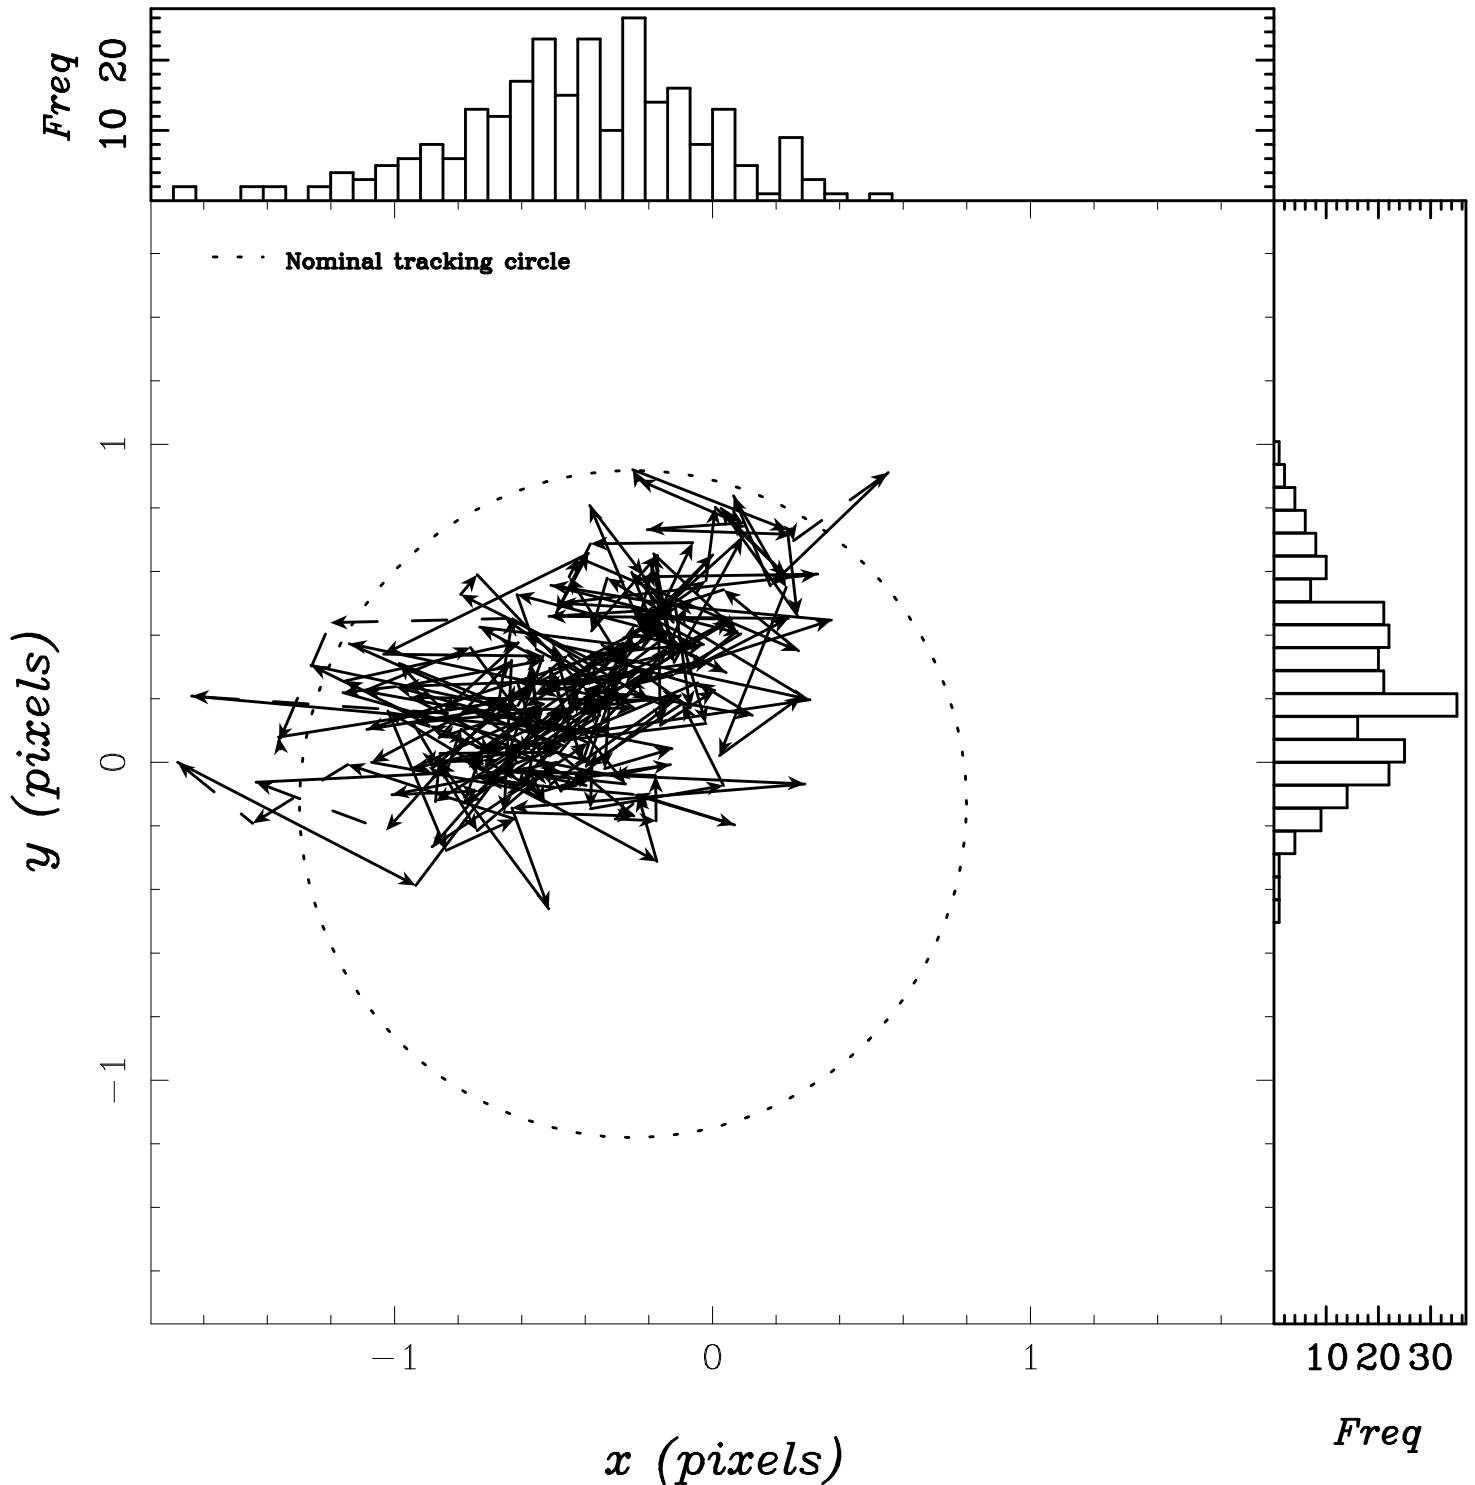 Freq
20
10
Nominal tracking circle
1
0
−1
y (pixels)
−1 0 1
10 20 30
x (pixels)
Freq